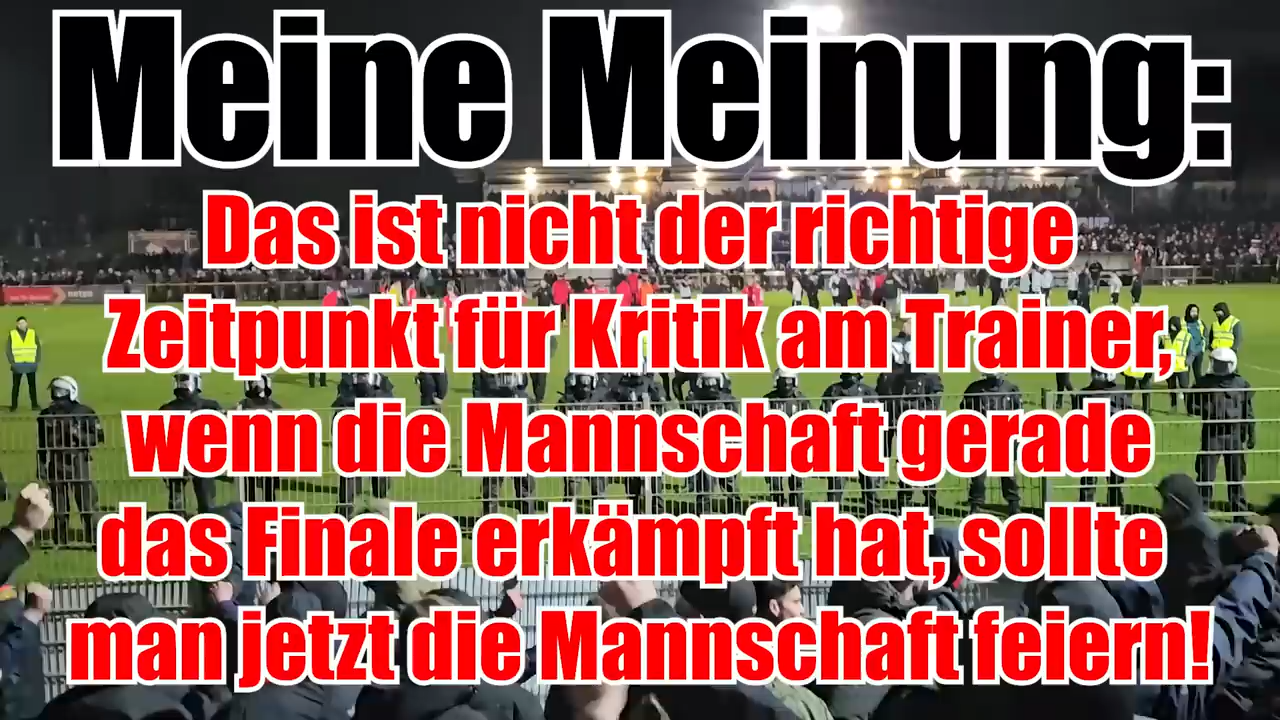 Meine Meinung:
Das ist nicht der richtige
Zeitpunkt für Kritik am Trainer,
wenn die Mannschaft gerade
das Finale erkämpft hat, sollte
man jetzt die Mannschaft feiern!
netzo